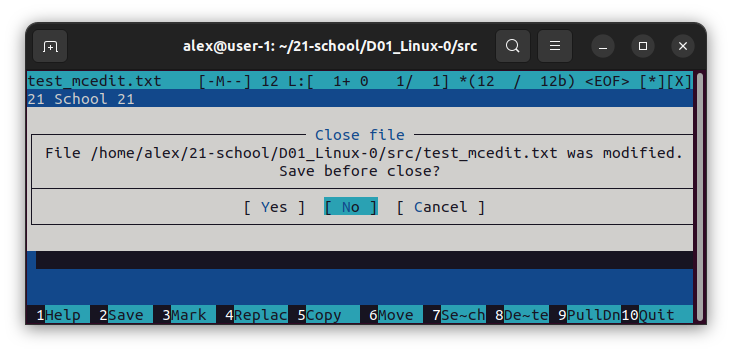 alex@user-1: ~/21-school/D01_Linux-0/src
test_mcedit.txt [-M--] 12 L:[ 1+ 0 1/ 1] *(12 / 12b) <EOF> [*][X]
21 School 21
Close file
File /home/alex/21-school/D01_Linux-0/src/test_mcedit.txt was modified.
Save before close?
[ Yes ] [ No ] [ Cancel ]
1Help 2Save 3Mark 4Replac 5Copy 6Move 7Se~ch 8De~te 9PullDn10Quit